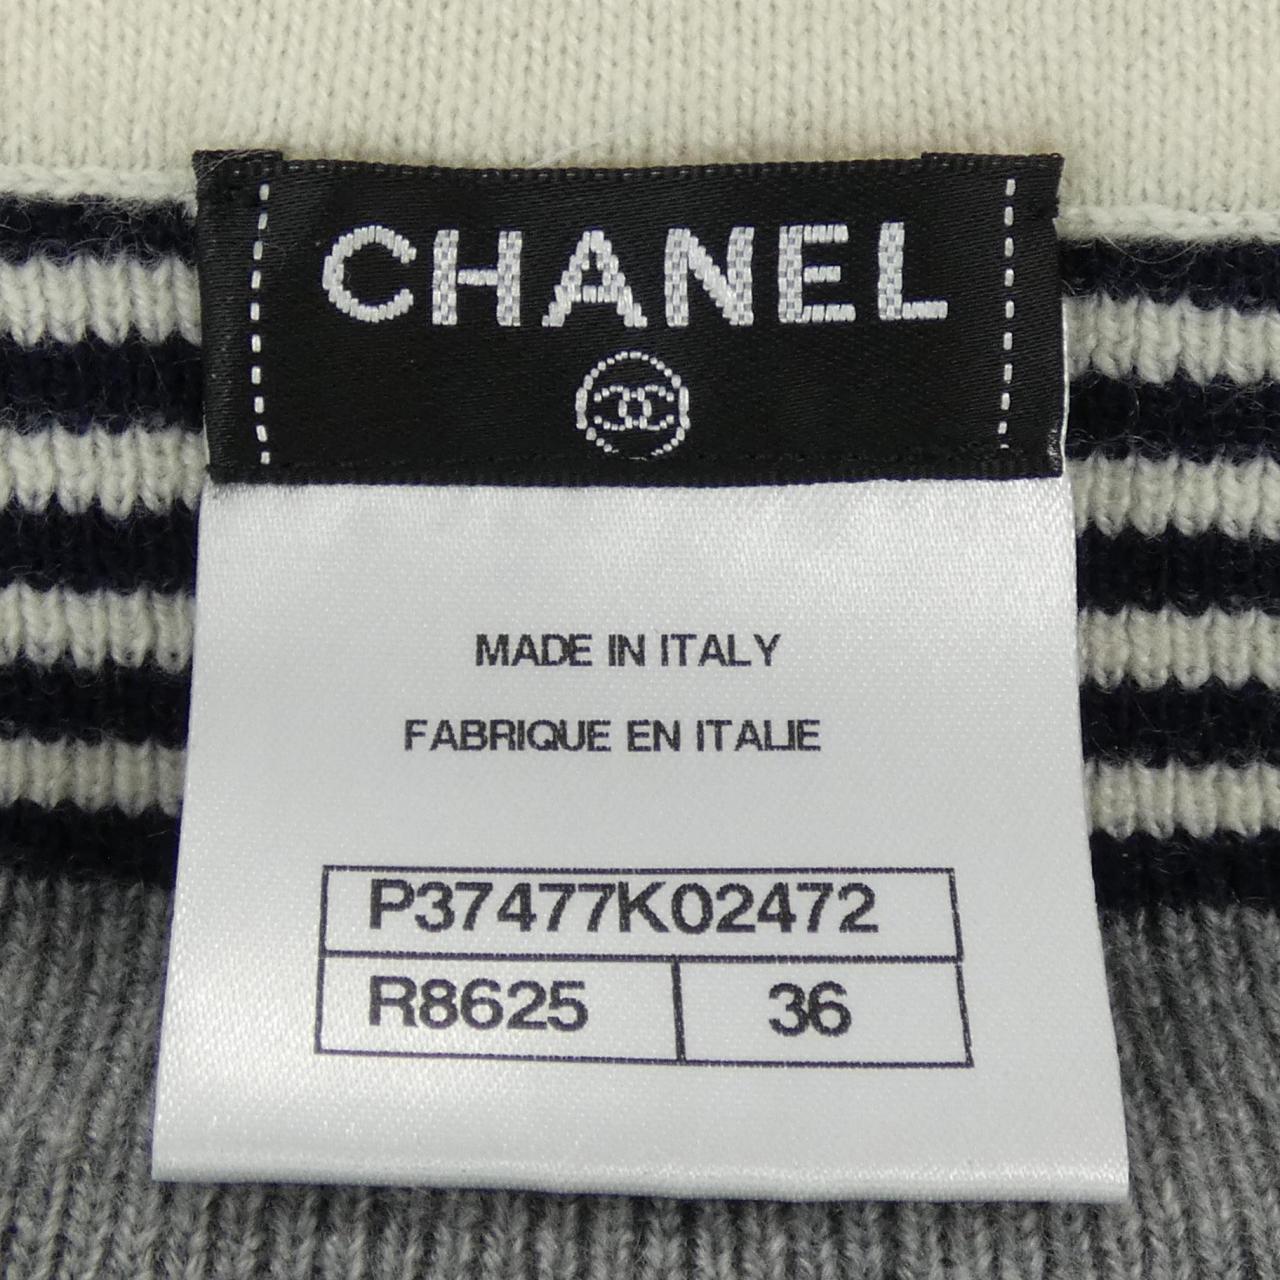 CHANEL
MADE IN ITALY
FABRIQUE EN ITALIE
P37477K02472
R8625 36